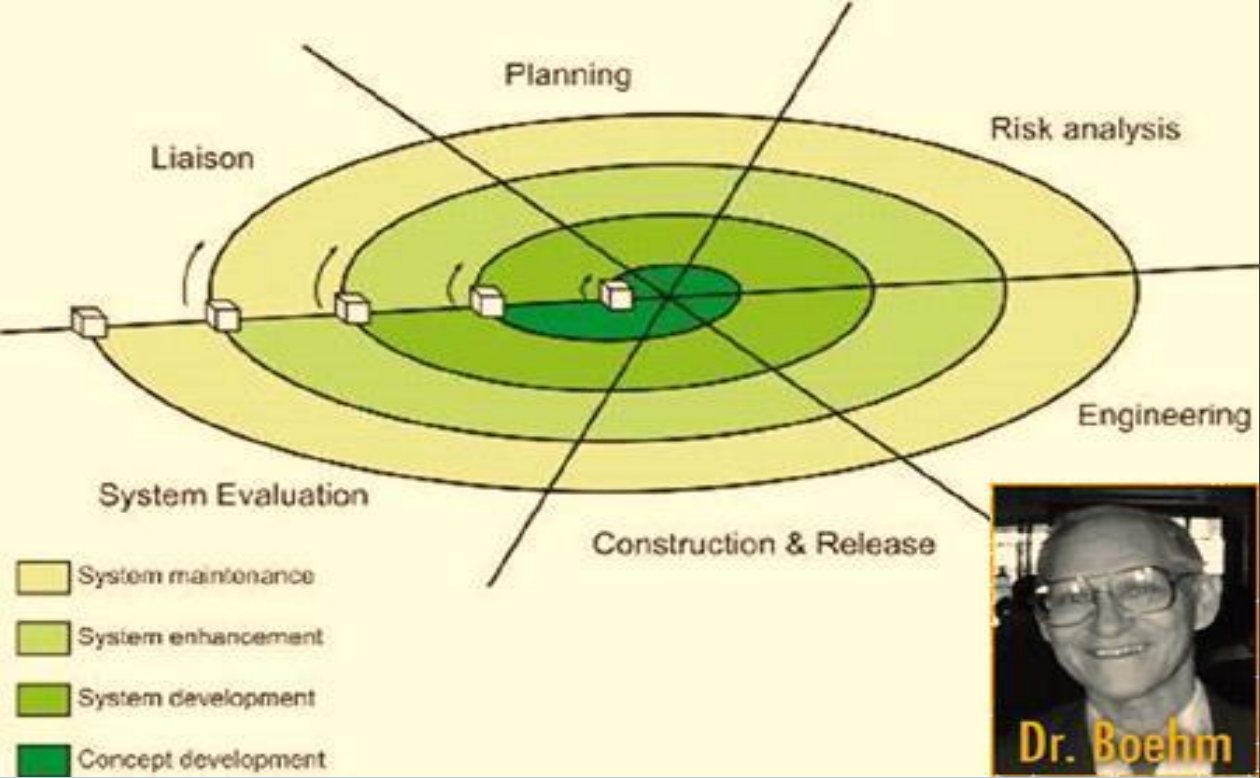 Planning
Risk analysis
Liaison
Engineering
System Evaluation
Construction & Release
System maintenance
System enhancement
System development
Concept development
Dr. Boehm